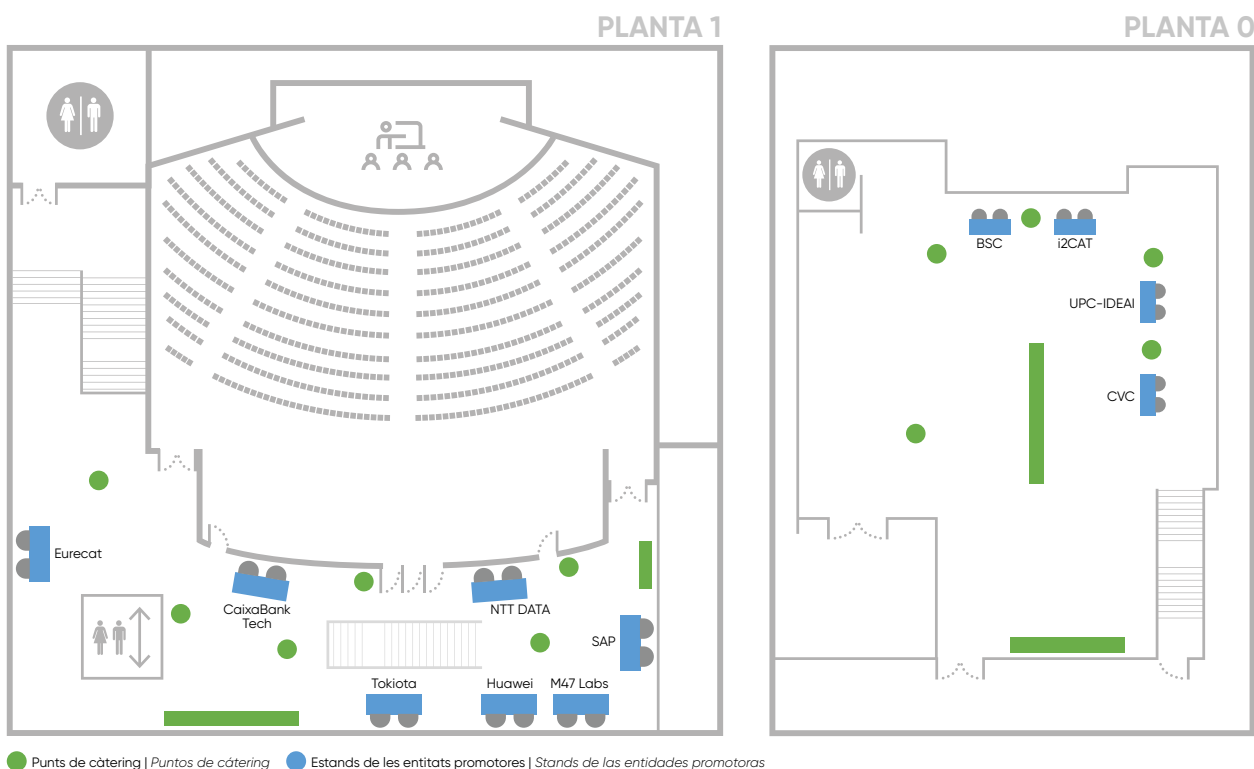 PLANTA 1
PLANTA 0
BSC
i2CAT
UPC-IDEAI
CVC
Eurecat
CaixaBank
Tech
NTT DATA
SAP
Tokiota
Huawei
M47 Labs
Punts de càtering | Puntos de cátering
Estands de les entitats promotores | Stands de las entidades promotoras